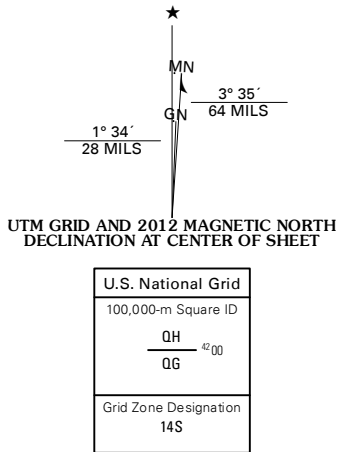 ★
MN
3° 35´
64 MILS
GN
1° 34´
28 MILS
UTM GRID AND 2012 MAGNETIC NORTH
DECLINATION AT CENTER OF SHEET
U.S. National Grid
100,000-m Square ID
QH
4200
QG
Grid Zone Designation
14S